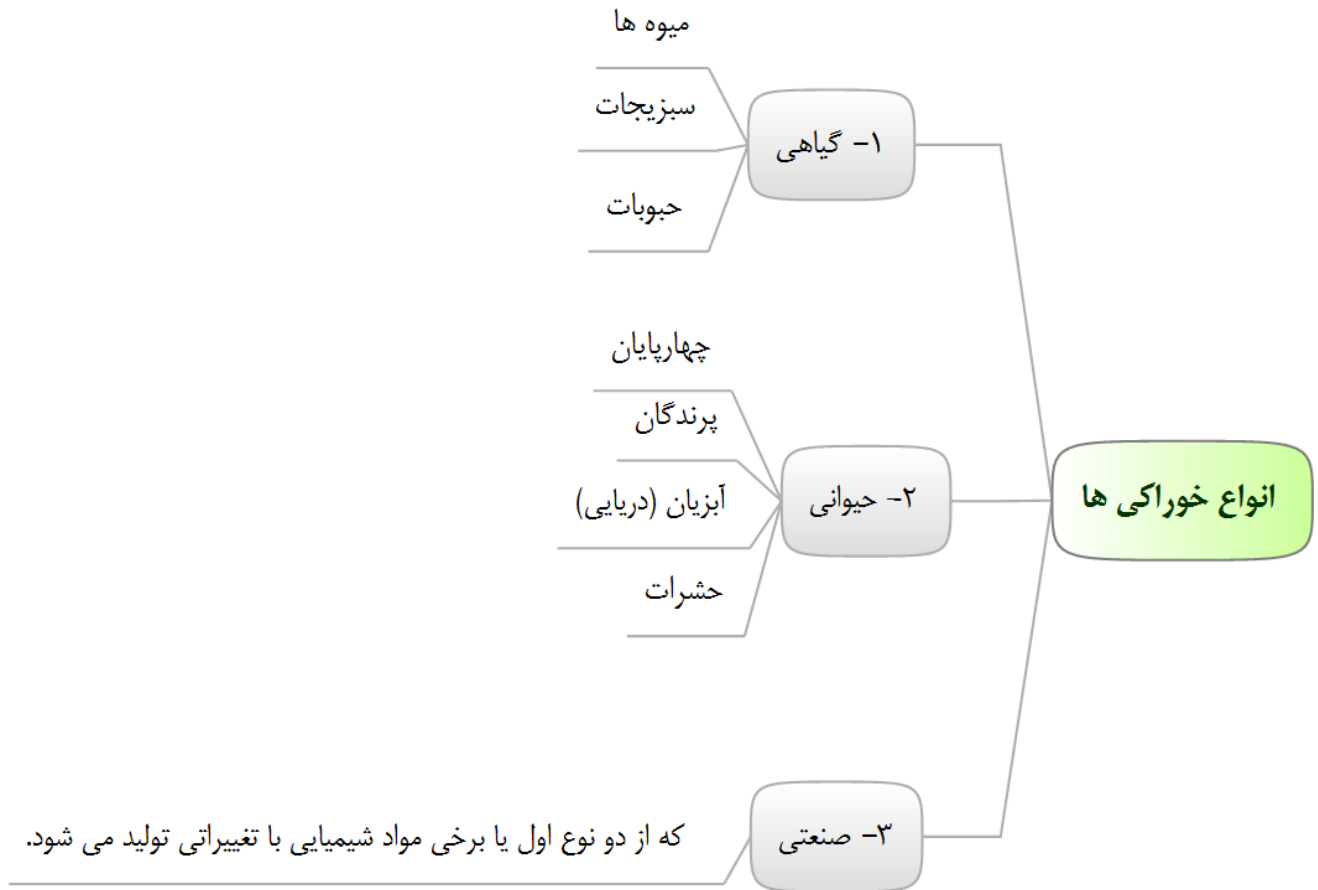 انواع خوراکی ها
۱- گیاهی
میوه ها
سبزیجات
حبوبات
۲- حیوانی
چهارپایان
پرندگان
آبزیان (دریایی)
حشرات
۳- صنعتی
که از دو نوع اول یا برخی مواد شیمیایی با تغییراتی تولید می شود.